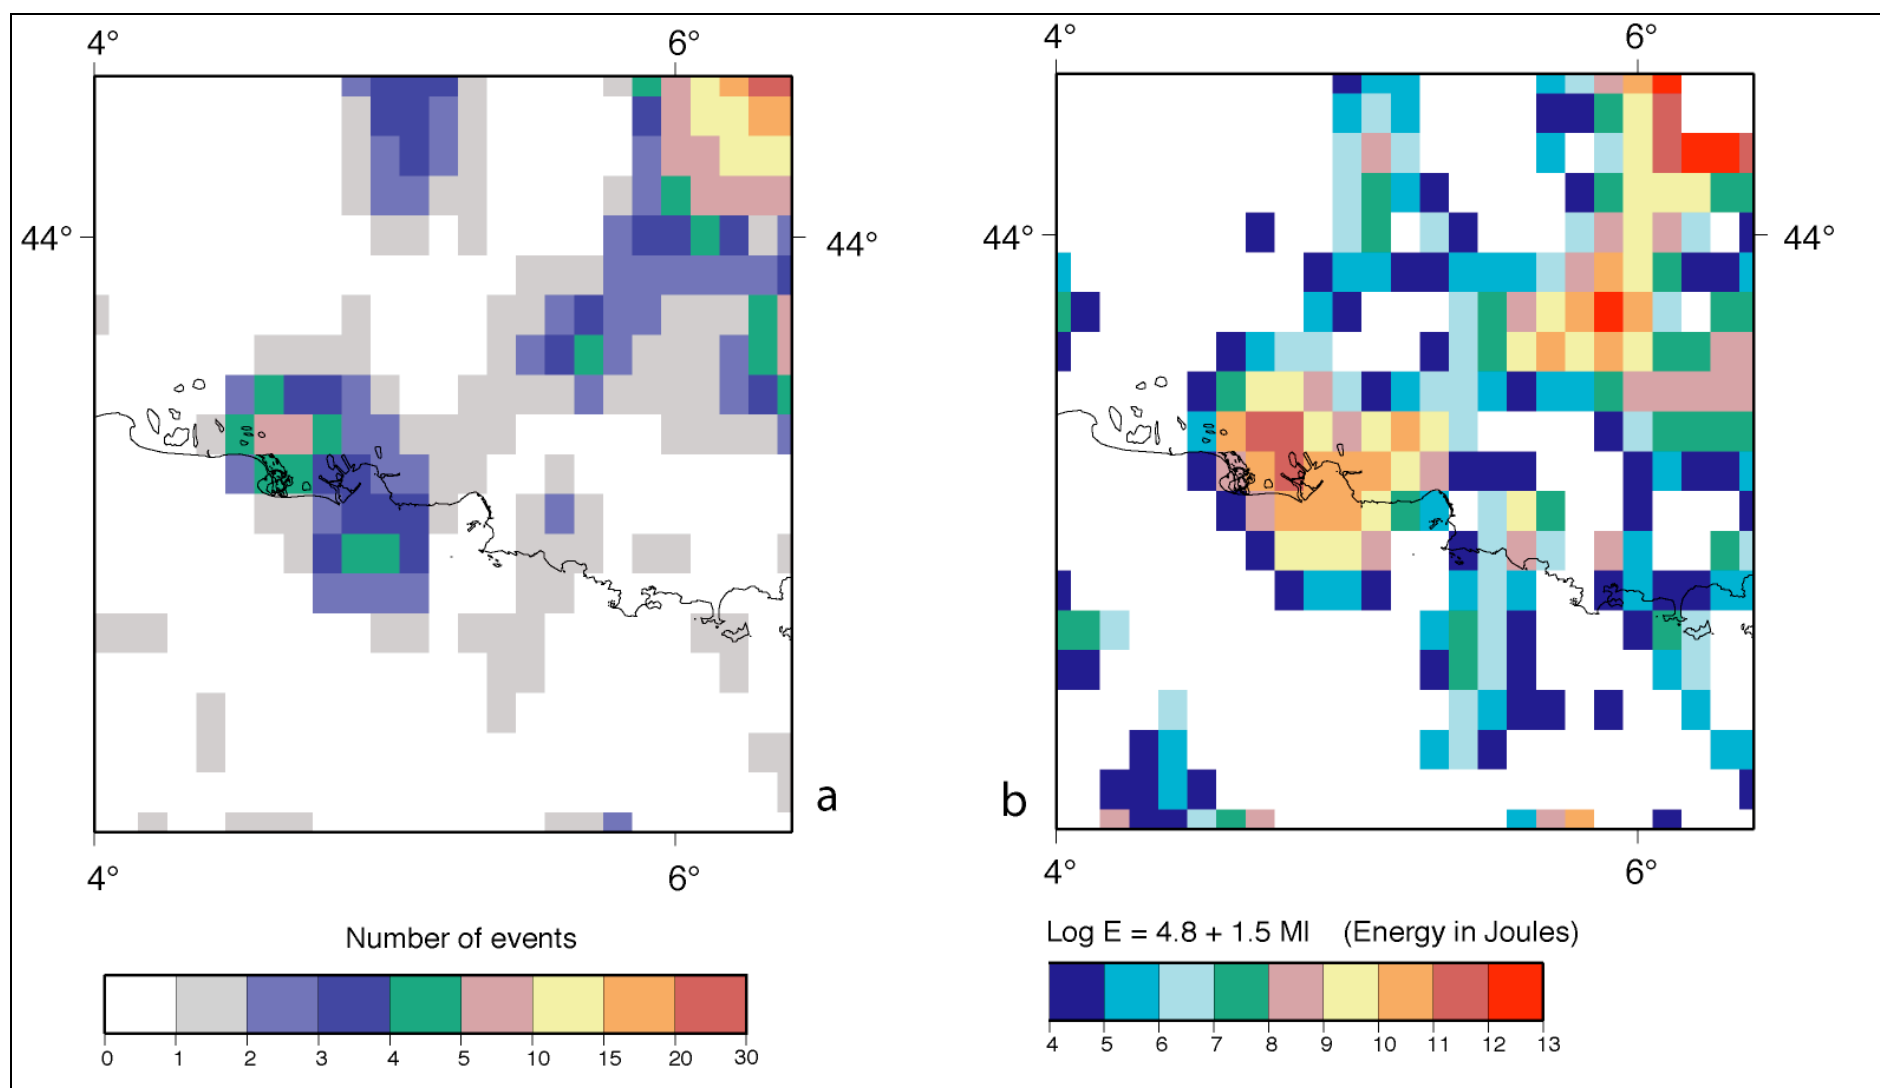 4° 6° 4° 6°
44° 44° 44° 44°
a b
4° 6° 4° 6°
Number of events Log E = 4.8 + 1.5 Ml (Energy in Joules)
0 1 2 3 4 5 10 15 20 30 4 5 6 7 8 9 10 11 12 13